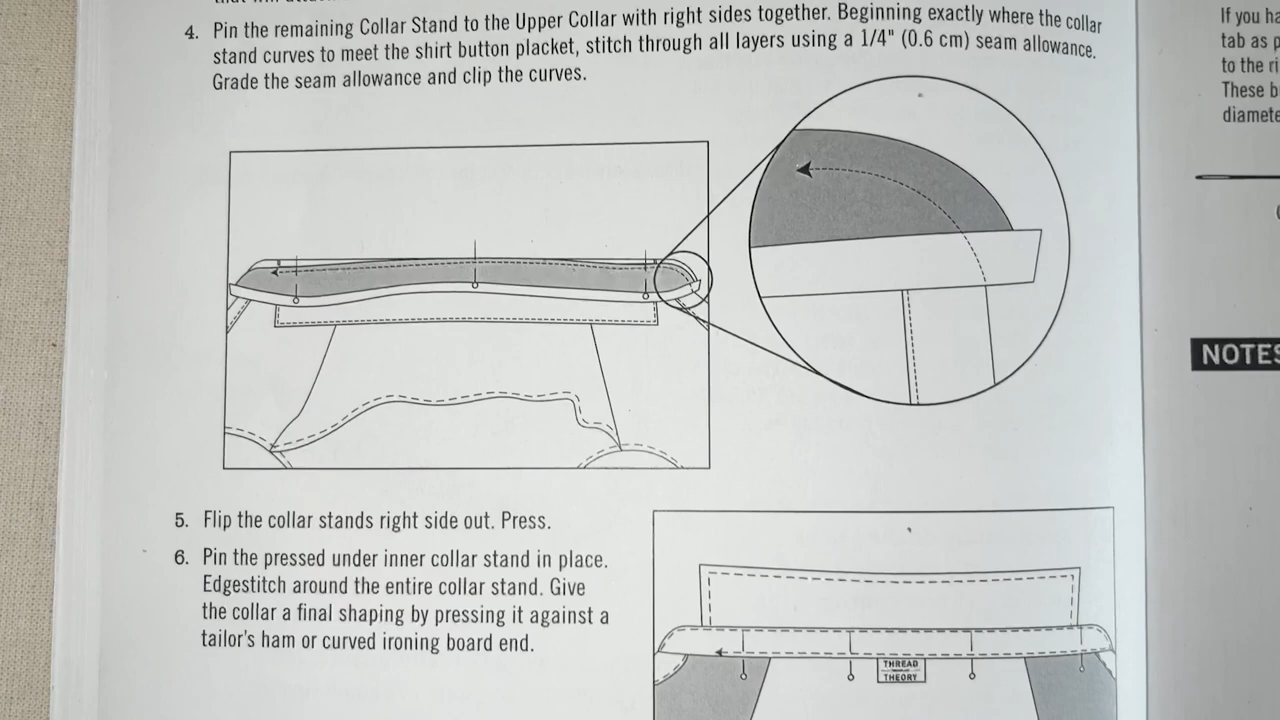 4. Pin the remaining Collar Stand to the Upper Collar with right sides together. Beginning exactly where the collar
stand curves to meet the shirt button placket, stitch through all layers using a 1/4" (0.6 cm) seam allowance.
Grade the seam allowance and clip the curves.
5. Flip the collar stands right side out. Press.
6. Pin the pressed under inner collar stand in place.
Edgestitch around the entire collar stand. Give
the collar a final shaping by pressing it against a
tailor's ham or curved ironing board end.
THREAD
THEORY
If you
tab as
to the
These
NOTES